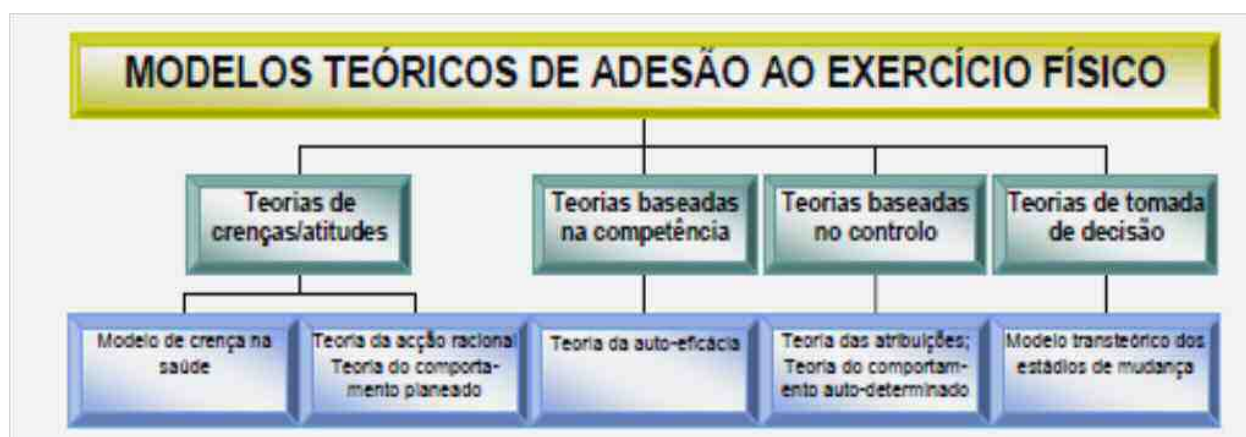 MODELOS TEÓRICOS DE ADESÃO AO EXERCÍCIO FÍSICO
Teorias de
crenças/atitudes
Teorias baseadas
na competência
Teorias baseadas
no controlo
Teorias de tomada
de decisão
Modelo de crença na
saúde
Teoria da acção racional
Teoria do comporta-
mento planeado
Teoria da auto-eficácia
Teoria das atribuições;
Teoria do comportam-
ento auto-determinado
Modelo transteórico dos
estádios de mudança